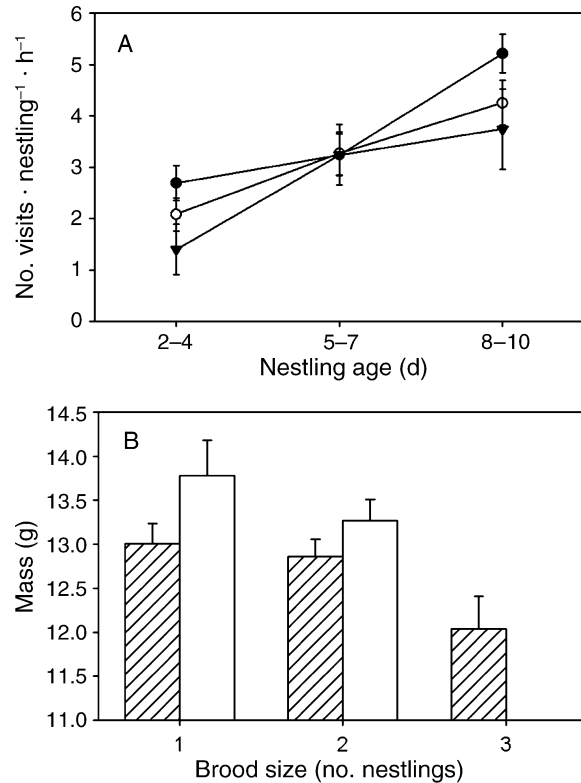 A
No. visits · nestling⁻¹ · h⁻¹
6
5
4
3
2
1
0
2–4 5–7 8–10
Nestling age (d)
B
Mass (g)
14.5
14.0
13.5
13.0
12.5
12.0
11.5
11.0
1 2 3
Brood size (no. nestlings)